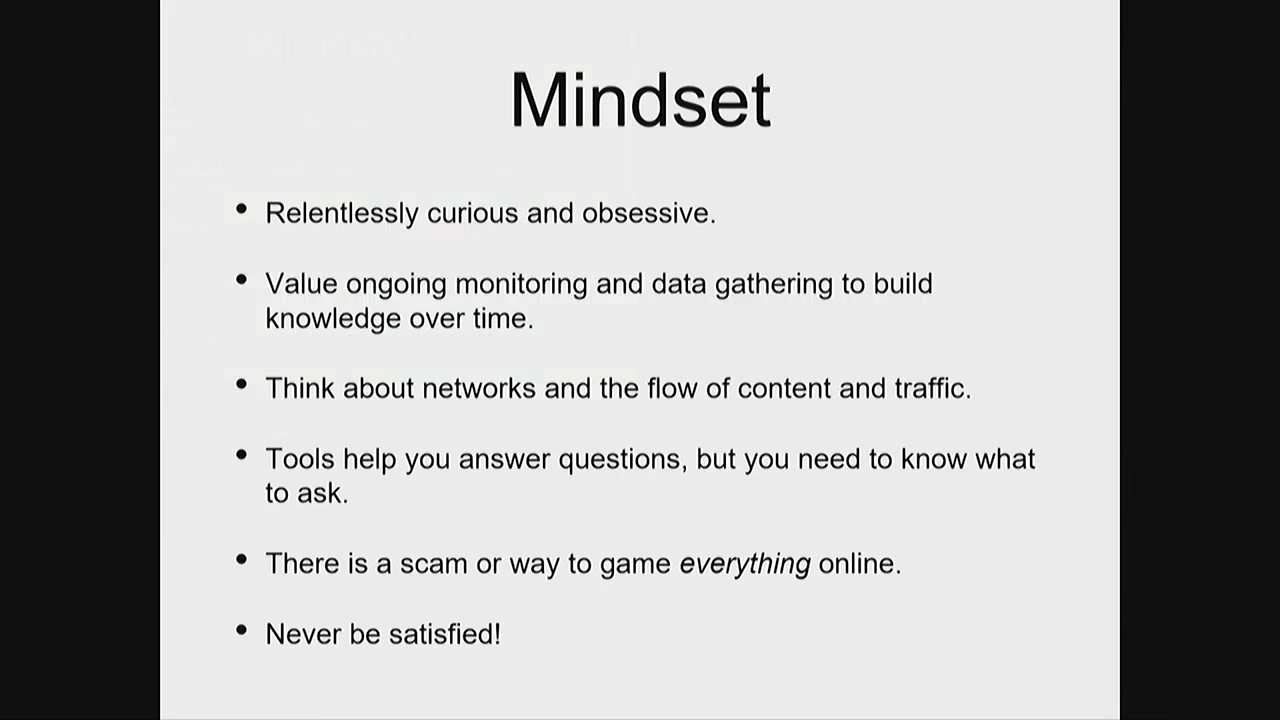 Mindset
• Relentlessly curious and obsessive.
• Value ongoing monitoring and data gathering to build
knowledge over time.
• Think about networks and the flow of content and traffic.
• Tools help you answer questions, but you need to know what
to ask.
• There is a scam or way to game everything online.
• Never be satisfied!